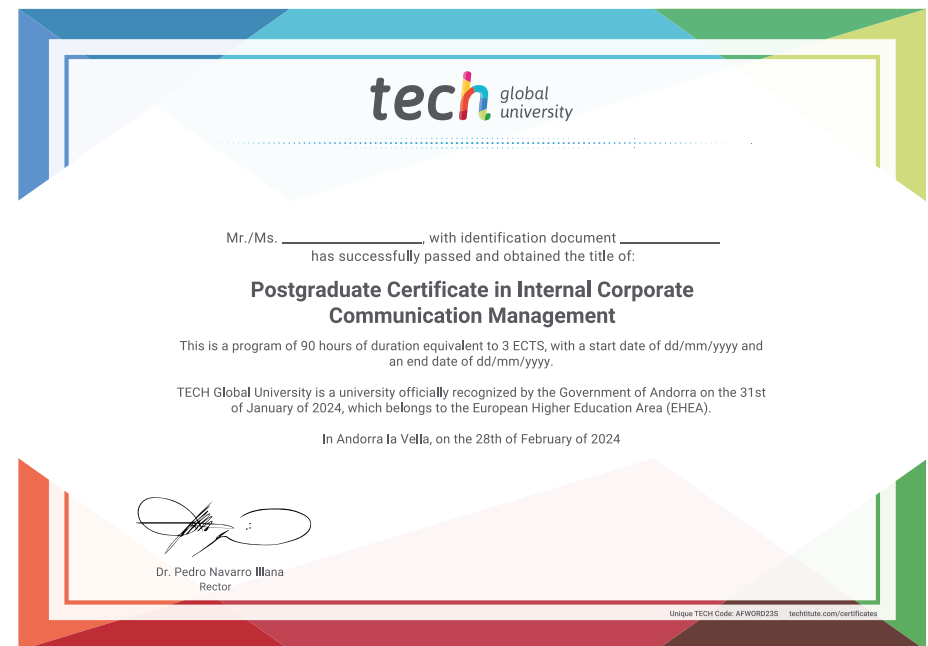 tech global
university
Mr./Ms. ____________, with identification document ____________
has successfully passed and obtained the title of:
Postgraduate Certificate in Internal Corporate
Communication Management
This is a program of 90 hours of duration equivalent to 3 ECTS, with a start date of dd/mm/yyyy and
an end date of dd/mm/yyyy.
TECH Global University is a university officially recognized by the Government of Andorra on the 31st
of January of 2024, which belongs to the European Higher Education Area (EHEA).
In Andorra la Vella, on the 28th of February of 2024
Dr. Pedro Navarro Illana
Rector
Unique TECH Code: AFWORD23S techtitute.com/certificates